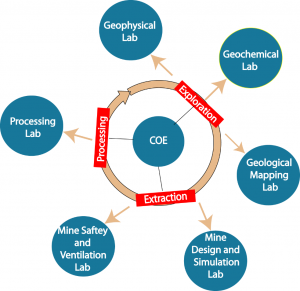 Geophysical
Lab
Geochemical
Lab
Exploration
Processing
Lab
Processing
COE
Geological
Mapping
Lab
Extraction
Mine Saftey
and
Ventilation
Lab
Mine
Design and
Simulation
Lab